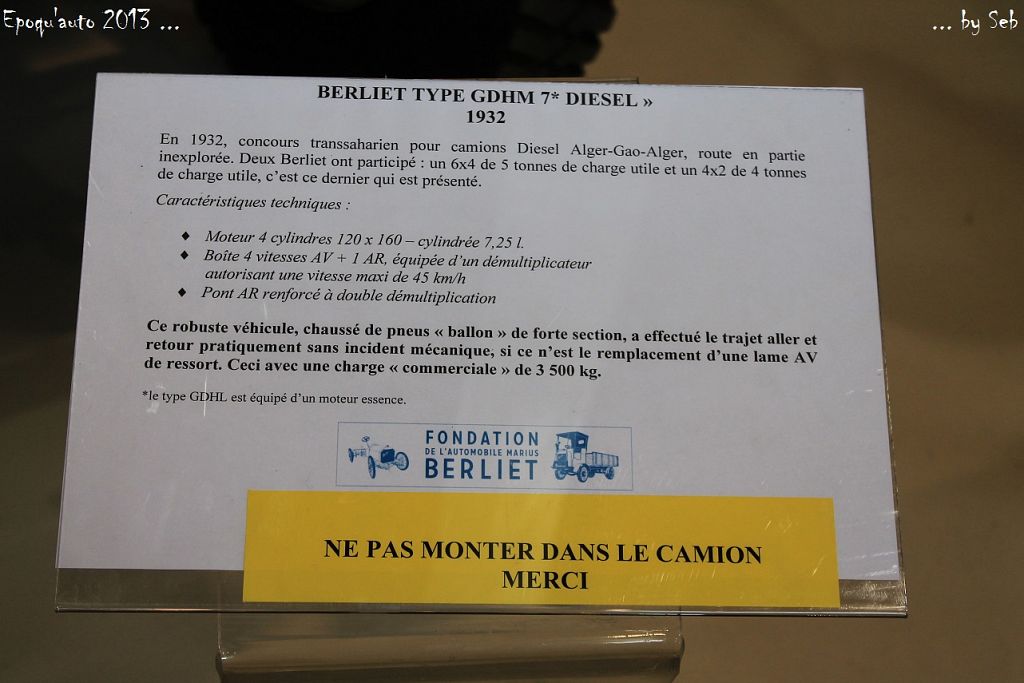 Epoqu'auto 2013 ...
... by Seb
BERLIET TYPE GDHM 7* DIESEL »
1932
En 1932, concours transsaharien pour camions Diesel Alger-Gao-Alger, route en partie
inexplorée. Deux Berliet ont participé : un 6x4 de 5 tonnes de charge utile et un 4x2 de 4 tonnes
de charge utile, c'est ce dernier qui est présenté.
Caractéristiques techniques :
♦ Moteur 4 cylindres 120 x 160 – cylindrée 7,25 l.
♦ Boîte 4 vitesses AV + 1 AR, équipée d'un démultiplicateur
autorisant une vitesse maxi de 45 km/h
♦ Pont AR renforcé à double démultiplication
Ce robuste véhicule, chaussé de pneus « ballon » de forte section, a effectué le trajet aller et
retour pratiquement sans incident mécanique, si ce n'est le remplacement d'une lame AV
de ressort. Ceci avec une charge « commerciale » de 3 500 kg.
*le type GDHL est équipé d'un moteur essence.
FONDATION
DE L'AUTOMOBILE MARIUS
BERLIET
NE PAS MONTER DANS LE CAMION
MERCI